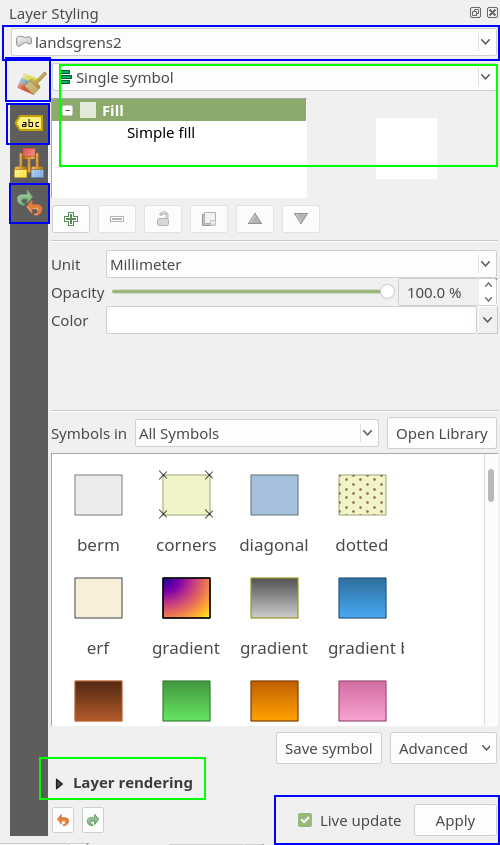 Layer Styling
landsgrens2
Single symbol
abc
Fill
Simple fill
Unit Millimeter
Opacity 100.0 %
Color
Symbols in All Symbols Open Library
berm corners diagonal dotted
erf gradient gradient gradient b
Save symbol Advanced
Layer rendering
Live update Apply